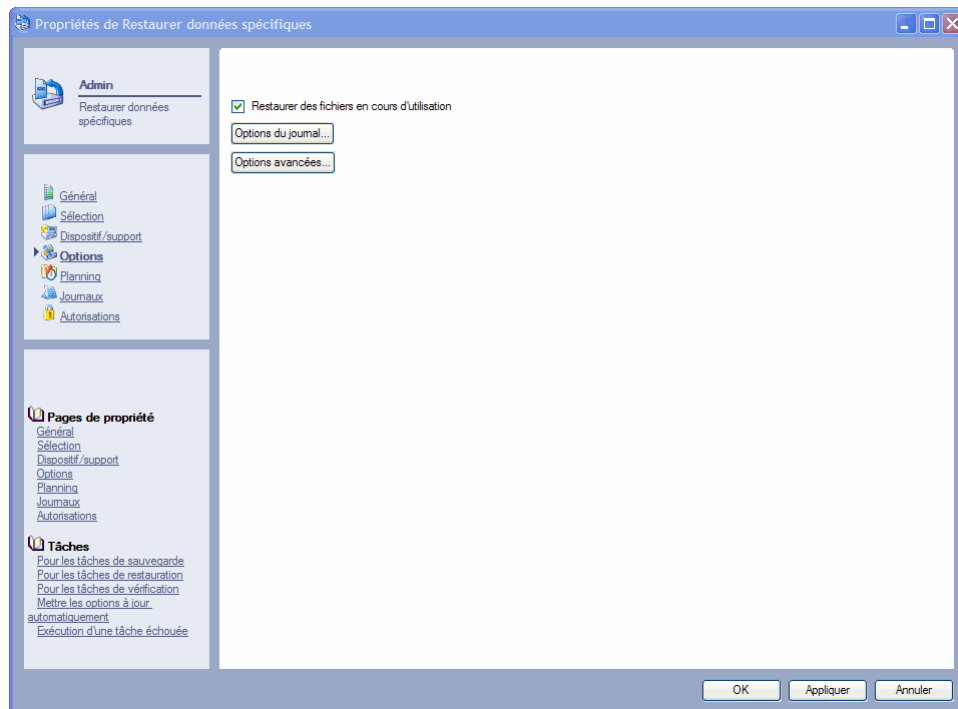 Propriétés de Restaurer données spécifiques
Admin
Restaurer données
spécifiques
Général
Sélection
Dispositif/support
Options
Planning
Journaux
Autorisations
Pages de propriété
Général
Sélection
Dispositif/support
Options
Planning
Journaux
Autorisations
Tâches
Pour les tâches de sauvegarde
Pour les tâches de restauration
Pour les tâches de vérification
Mettre les options à jour
automatiquement
Exécution d'une tâche échouée
Restaurer des fichiers en cours d'utilisation
Options du journal...
Options avancées...
OK
Appliquer
Annuler